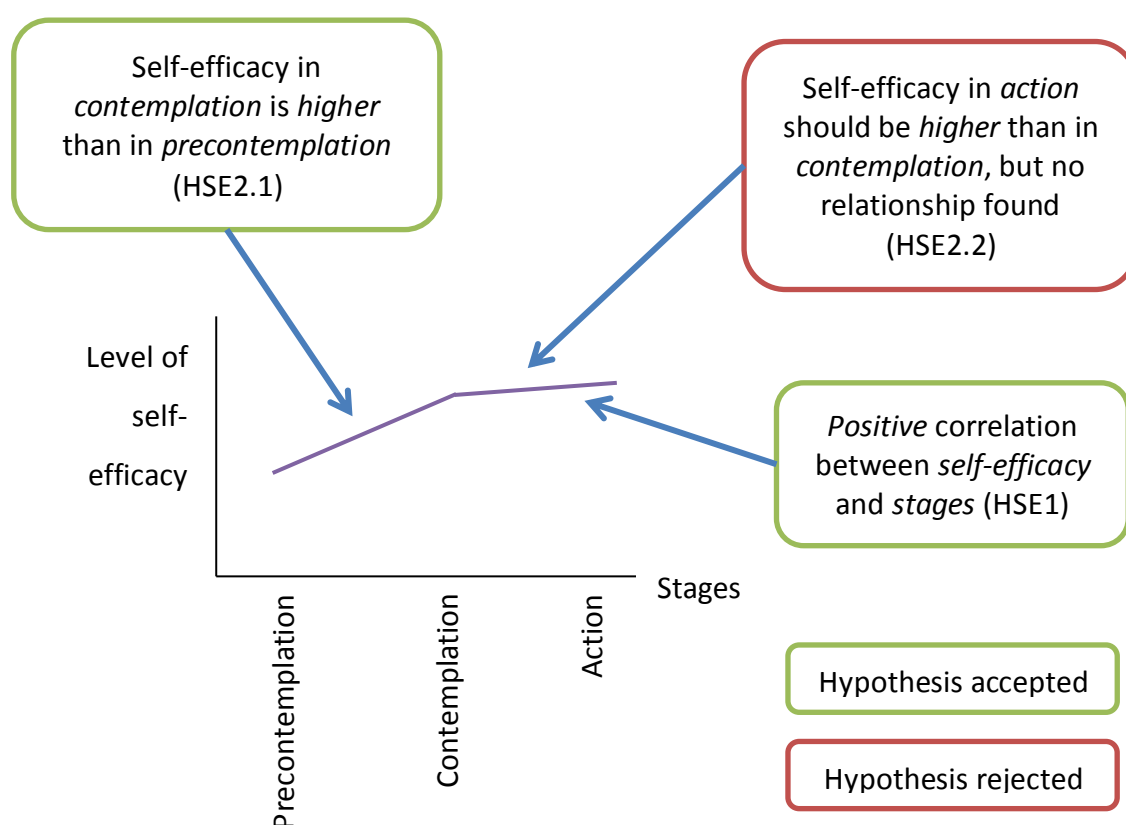 Self-efficacy in
contemplation is higher
than in precontemplation
(HSE2.1)
Self-efficacy in action
should be higher than in
contemplation, but no
relationship found
(HSE2.2)
Level of
self-
efficacy
Positive correlation
between self-efficacy
and stages (HSE1)
Stages
Precontemplation
Contemplation
Action
Hypothesis accepted
Hypothesis rejected